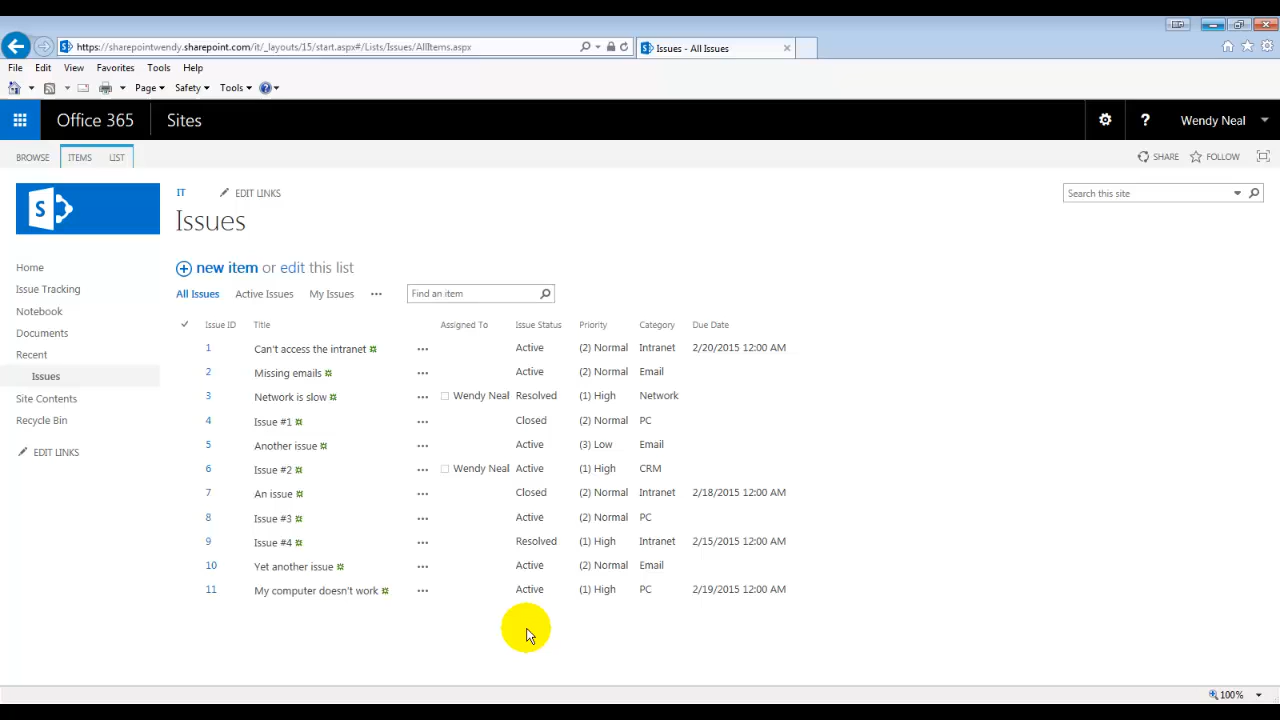 https://sharepointwendy.sharepoint.com/it/_layouts/15/start.aspx#/Lists/Issues/AllItems.aspx
Issues - All Issues
File Edit View Favorites Tools Help
Page Safety Tools
Office 365 Sites ? Wendy Neal
BROWSE ITEMS LIST SHARE FOLLOW
S
IT EDIT LINKS Search this site
Issues
Home
Issue Tracking
Notebook
Documents
Recent
Issues
Site Contents
Recycle Bin
EDIT LINKS
new item or edit this list
All Issues Active Issues My Issues ••• Find an item
Issue ID Title Assigned To Issue Status Priority Category Due Date
1 Can't access the intranet ••• Active (2) Normal Intranet 2/20/2015 12:00 AM
2 Missing emails ••• Active (2) Normal Email
3 Network is slow ••• Wendy Neal Resolved (1) High Network
4 Issue #1 ••• Closed (2) Normal PC
5 Another issue ••• Active (3) Low Email
6 Issue #2 ••• Wendy Neal Active (1) High CRM
7 An issue ••• Closed (2) Normal Intranet 2/18/2015 12:00 AM
8 Issue #3 ••• Active (2) Normal PC
9 Issue #4 ••• Resolved (1) High Intranet 2/15/2015 12:00 AM
10 Yet another issue ••• Active (2) Normal Email
11 My computer doesn't work ••• Active (1) High PC 2/19/2015 12:00 AM
100%